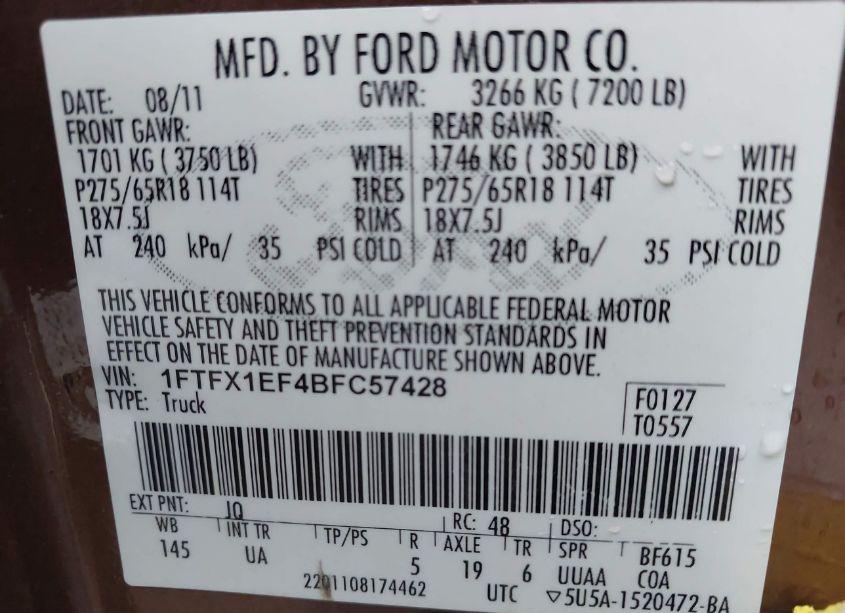 MFD. BY FORD MOTOR CO.
DATE: 08/11 GVWR: 3266 KG ( 7200 LB)
FRONT GAWR: REAR GAWR:
1701 KG ( 3750 LB) WITH 1746 KG ( 3850 LB) WITH
P275/65R18 114T TIRES P275/65R18 114T TIRES
18X7.5J RIMS 18X7.5J RIMS
AT 240 kPa/ 35 PSI COLD AT 240 kPa/ 35 PSI COLD
THIS VEHICLE CONFORMS TO ALL APPLICABLE FEDERAL MOTOR
VEHICLE SAFETY AND THEFT PREVENTION STANDARDS IN
EFFECT ON THE DATE OF MANUFACTURE SHOWN ABOVE.
VIN: 1FTFX1EF4BFC57428
TYPE: Truck
F0127
T0557
EXT PNT: JQ RC: 48 DSO:
WB INT TR TP/PS R AXLE TR SPR BF615
145 UA 5 19 6 UUAA COA
2201108174462 UTC ▽5U5A-1520472-BA